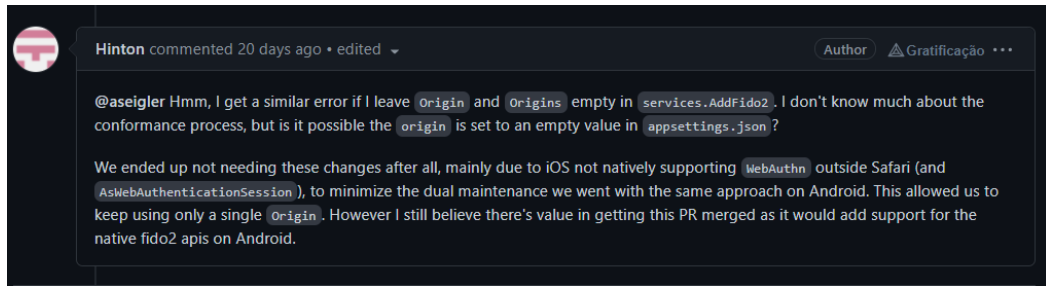 Hinton commented 20 days ago • edited
Author Gratificação ···
@aseigler Hmm, I get a similar error if I leave Origin and Origins empty in services.AddFido2. I don't know much about the
conformance process, but is it possible the origin is set to an empty value in appsettings.json?
We ended up not needing these changes after all, mainly due to iOS not natively supporting WebAuthn outside Safari (and
AsWebAuthenticationSession), to minimize the dual maintenance we went with the same approach on Android. This allowed us to
keep using only a single Origin. However I still believe there's value in getting this PR merged as it would add support for the
native fido2 apis on Android.